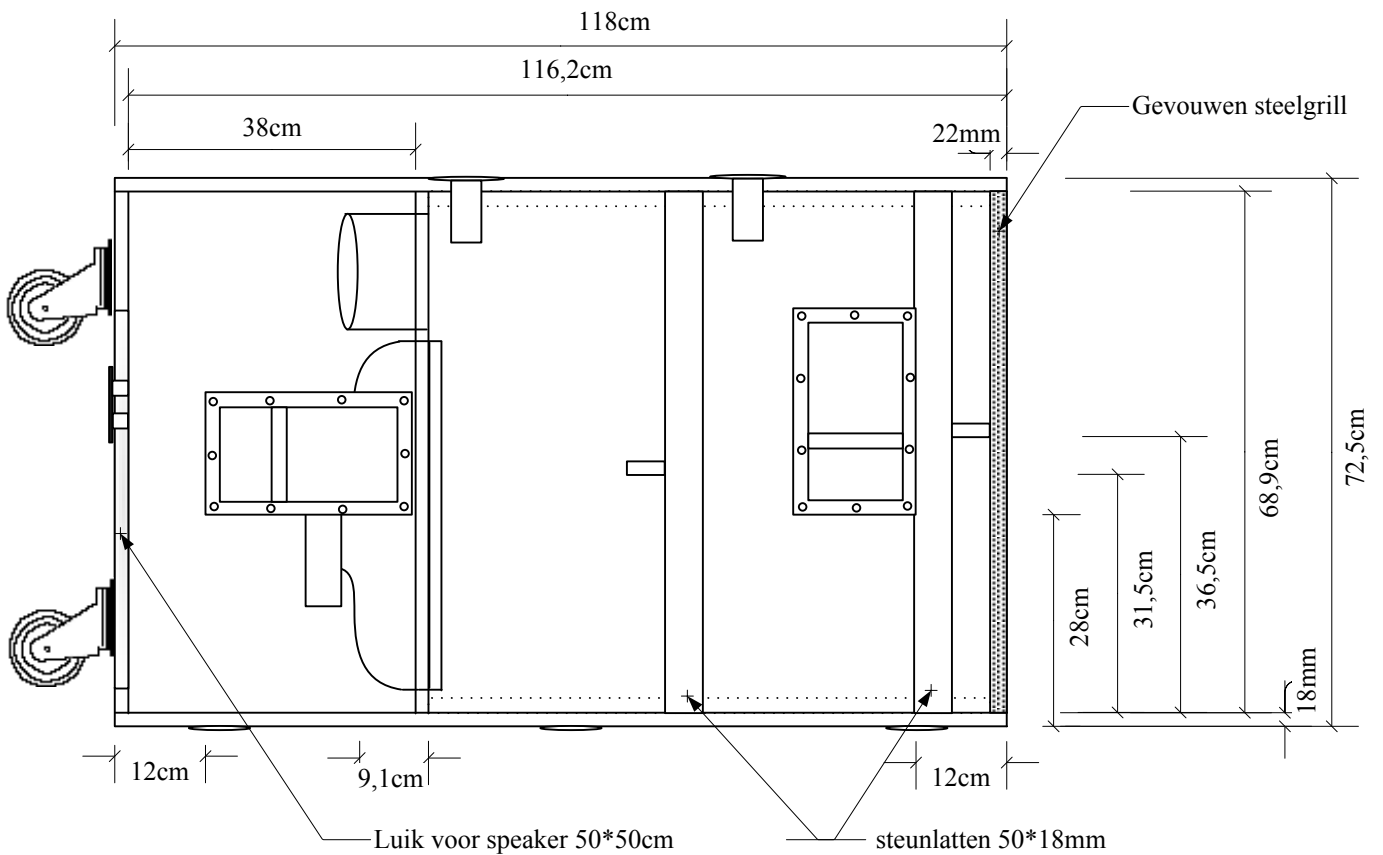 118cm
116,2cm
38cm
22mm
Gevouwen steelgrill
72,5cm
68,9cm
36,5cm
31,5cm
28cm
18mm
12cm
9,1cm
12cm
Luik voor speaker 50*50cm
steunlatten 50*18mm